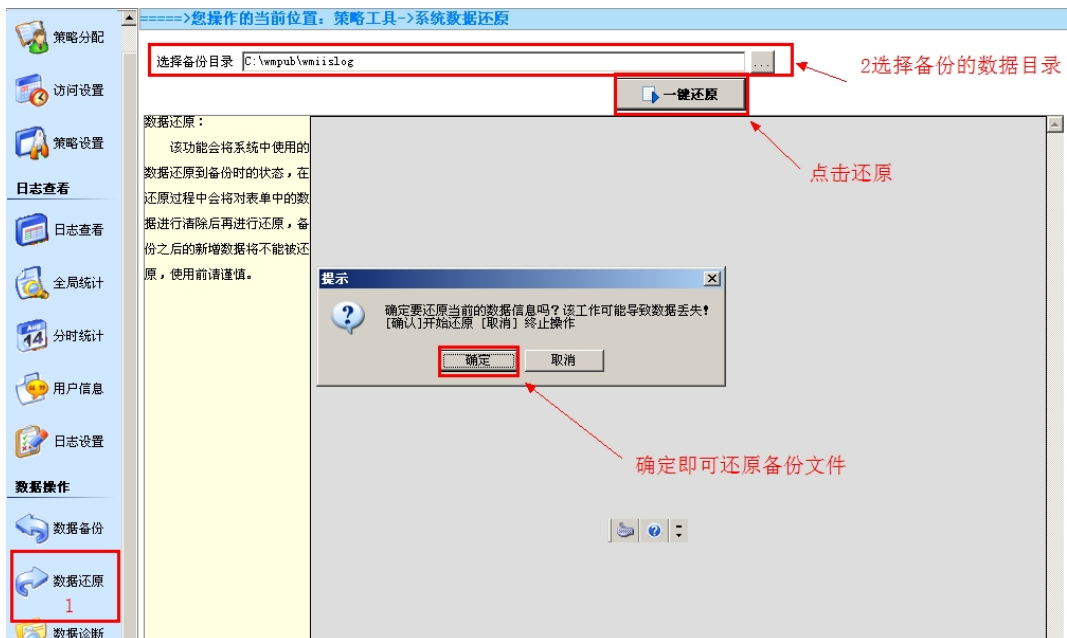 =====>您操作的当前位置：策略工具->系统数据还原
策略分配
访问设置
策略设置
日志查看
日志查看
全局统计
Aug
14
分时统计
用户信息
日志设置
数据操作
数据备份
数据还原
1
数据诊断
选择备份目录
C:\wmpub\wmiislog
...
2选择备份的数据目录
一键还原
点击还原
数据还原：
该功能会将系统中使用的
数据还原到备份时的状态，在
还原过程中会将对表单中的数
据进行清除后再进行还原，备
份之后的新增数据将不能被还
原，使用前请谨值。
提示
确定要还原当前的数据信息吗？该工作可能导致数据丢失！
[确认]开始还原 [取消] 终止操作
确定
取消
确定即可还原备份文件